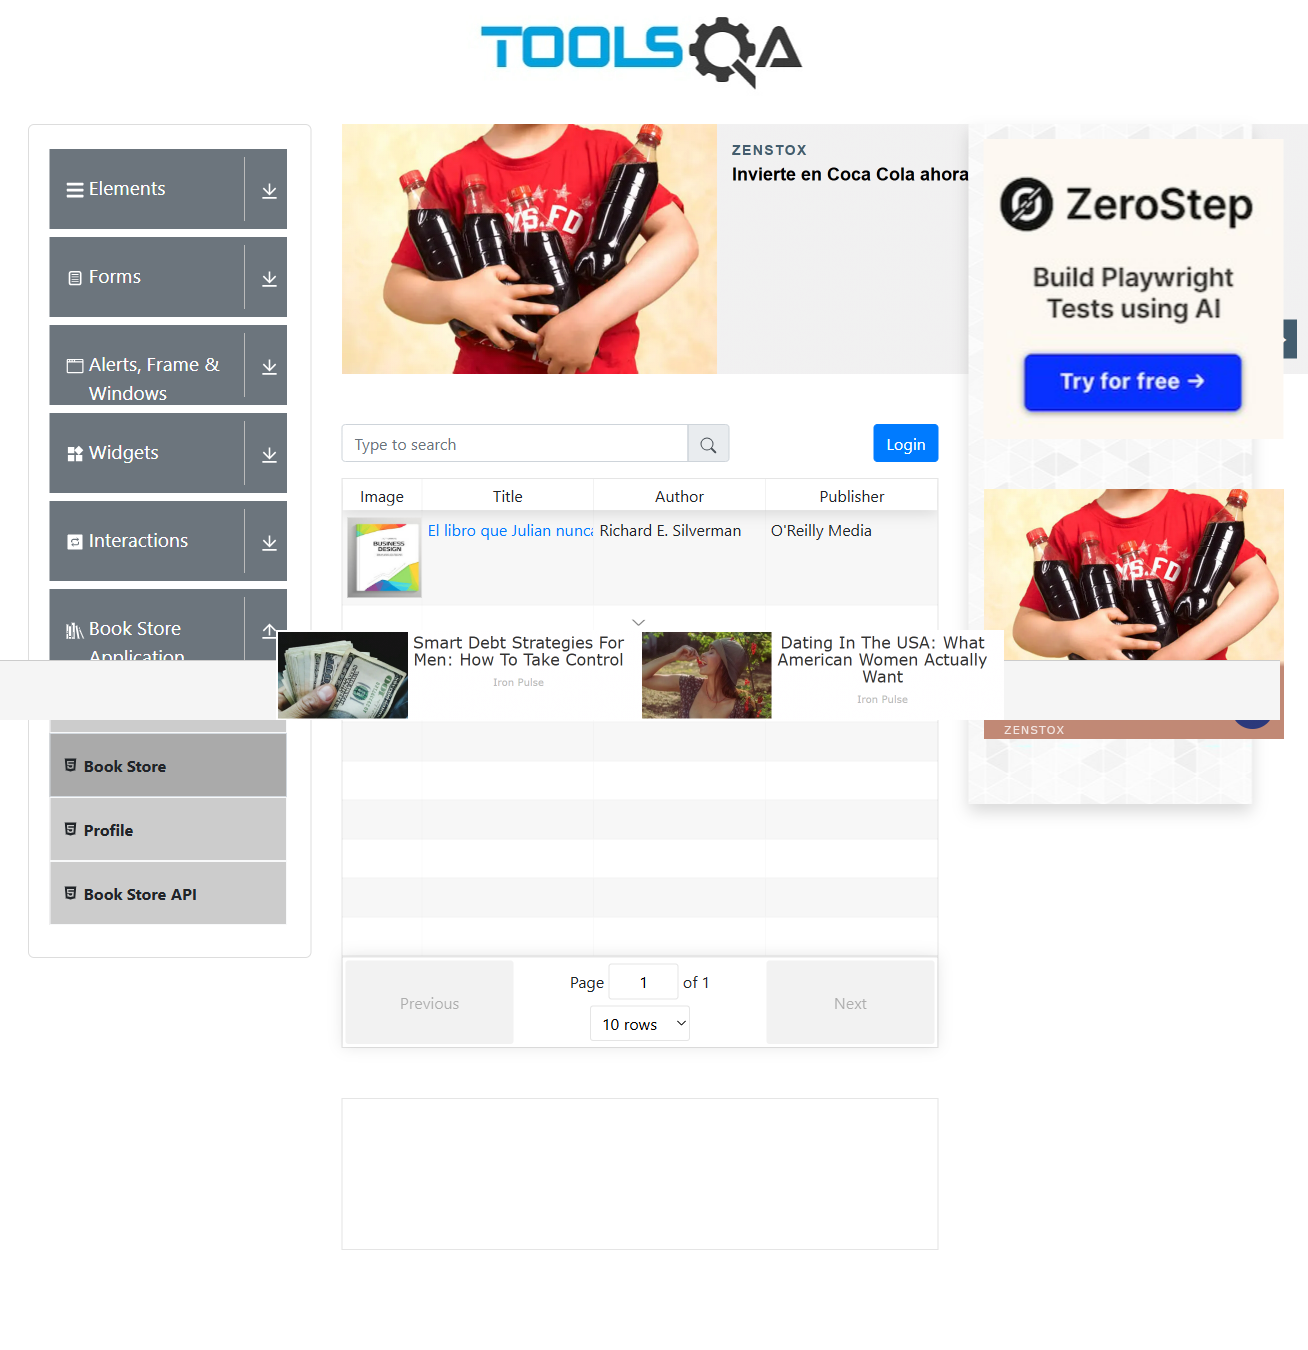 TOOLSQA
Elements
Forms
Alerts, Frame &
Windows
Widgets
Interactions
Book Store
Application
Book Store
Profile
Book Store API
ZENSTOX
Invierte en Coca Cola ahora
Type to search
Login
Image Title Author Publisher
BUSINESS
DESIGN
El libro que Julian nunca Richard E. Silverman O'Reilly Media
Smart Debt Strategies For
Men: How To Take Control
Iron Pulse
Dating In The USA: What
American Women Actually
Want
Iron Pulse
Previous
Page 1 of 1
10 rows
Next
ZeroStep
Build Playwright
Tests using AI
Try for free →
YS.FD
ZENSTOX